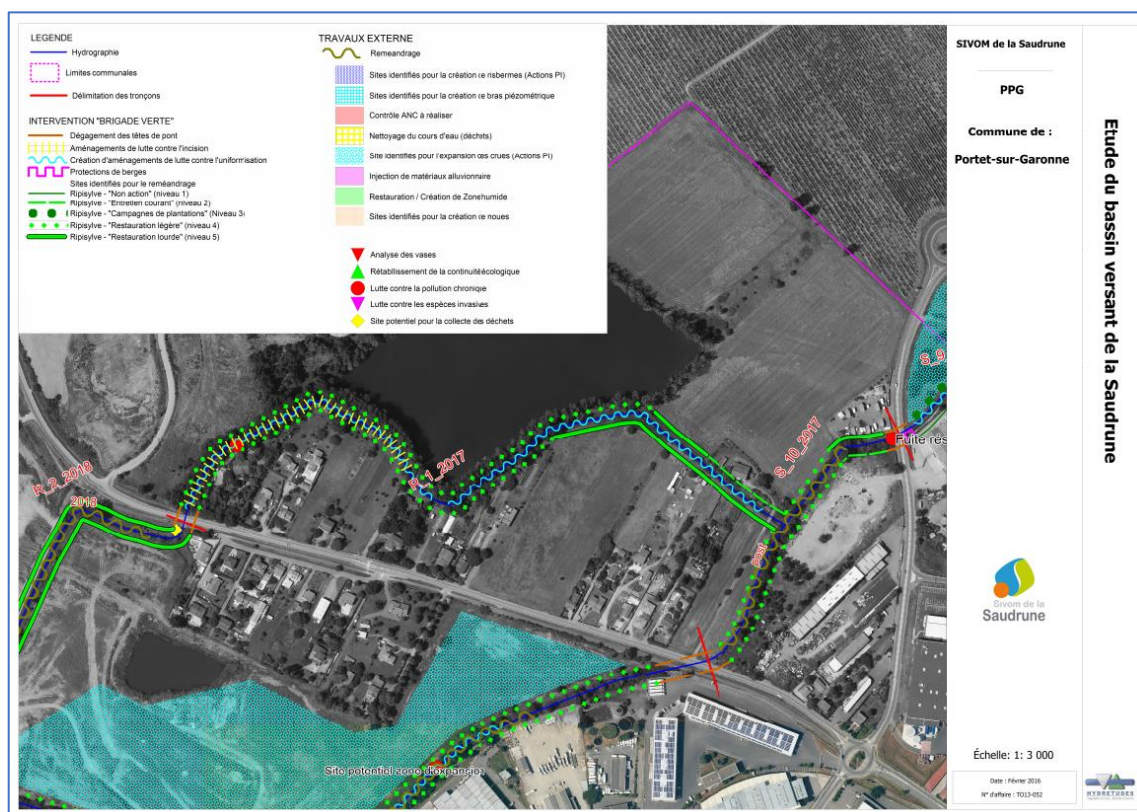 LEGENDE
Hydrographie
Limites communales
Délimitation des tronçons
INTERVENTION "BRIGADE VERTE"
Dégagement des têtes de pont
Aménagements de lutte contre l'incision
Création d'aménagements de lutte contre l'uniformisation
Protections de berges
Sites identifiés pour le reméandrage
Ripisylve - "Non action" (niveau 1)
Ripisylve - "Entretien courant" (niveau 2)
Ripisylve - "Campagnes de plantations" (Niveau 3)
Ripisylve - "Restauration légère" (niveau 4)
Ripisylve - "Restauration lourde" (niveau 5)
TRAVAUX EXTERNE
Remeandrage
Sites identifiés pour la création de risbermes (Actions PI)
Sites identifiés pour la création de bras piézométrique
Contrôle ANC à réaliser
Nettoyage du cours d'eau (déchets)
Site identifiés pour l'expansion des crues (Actions PI)
Injection de matériaux alluvionnaire
Restauration / Création de Zonehumide
Sites identifiés pour la création de noues
Analyse des vases
Rétablissement de la continuitéécologique
Lutte contre la pollution chronique
Lutte contre les espèces invasives
Site potentiel pour la collecte des déchets
R_2_2018
2018
R_1_2017
S_10_2017
S_9
Fuite rés
post
Site potentiel zone d'expansion
SIVOM de la Saudrune
PPG
Commune de :
Portet-sur-Garonne
Sivom de la
Saudrune
Échelle: 1: 3 000
Date : Février 2016
N° d'affaire : TO13-052
Etude du bassin versant de la Saudrune
HYDRETUDES